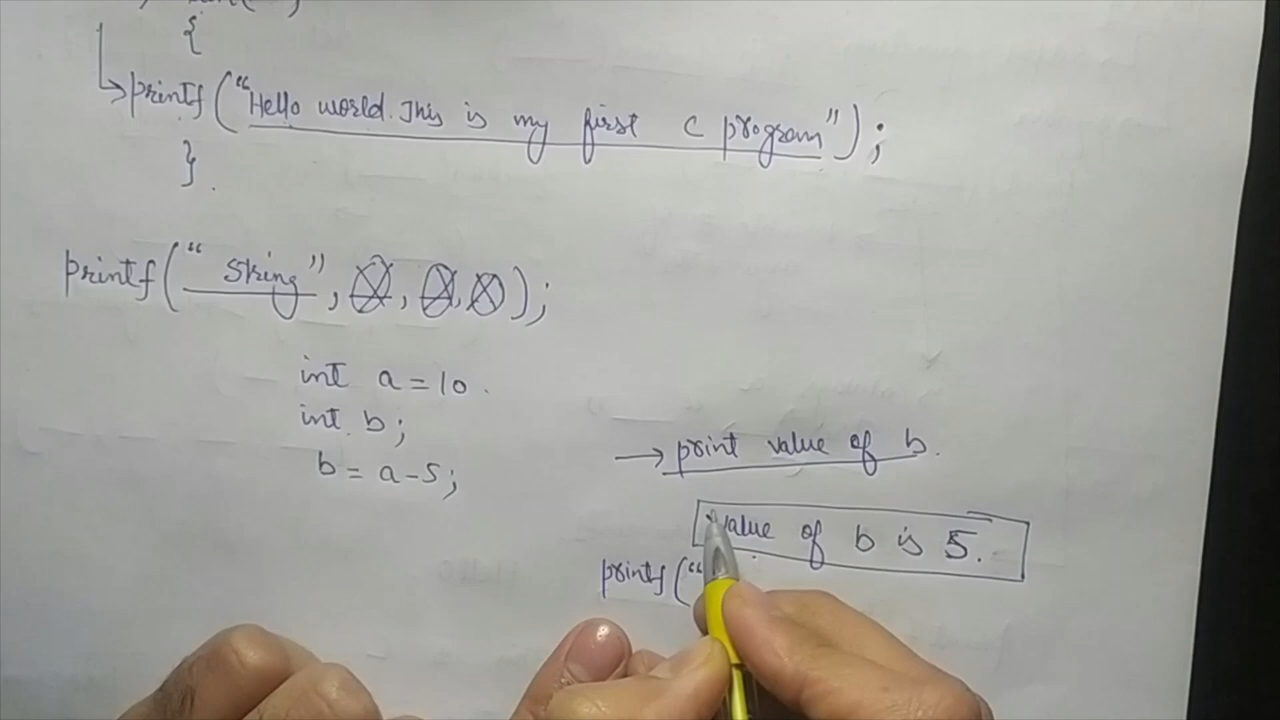 {
printf("Hello world. This is my first C program");
}.
printf("String", , , );
int a=10.
int b;
b=a-5;
→ print value of b.
value of b is 5.
printf("